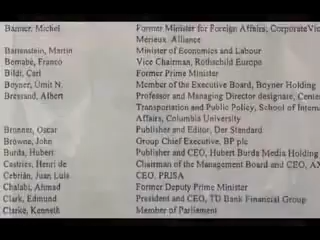 Barnier, Michel Former Minister for Foreign Affairs, Corporate Vic
Merieux Alliance
Bartenstein, Martin Minister of Economics and Labour
Bernabè, Franco Vice Chairman, Rothschild Europe
Bildt, Carl Former Prime Minister
Boyner, Ümit N. Member of the Executive Board, Boyner Holding
Bressand, Albert Professor and Managing Director designate, Center
Transportation and Public Policy, School of Intern
Affairs, Columbia University
Bronner, Oscar Publisher and Editor, Der Standard
Browne, John Group Chief Executive, BP plc
Burda, Hubert Publisher and CEO, Hubert Burda Media Holding
Castries, Henri de Chairman of the Management Board and CEO, AX
Cebrián, Juan Luis CEO, PRISA
Chalabi, Ahmad Former Deputy Prime Minister
Clark, Edmund President and CEO, TD Bank Financial Group
Clarke, Kenneth Member of Parliament